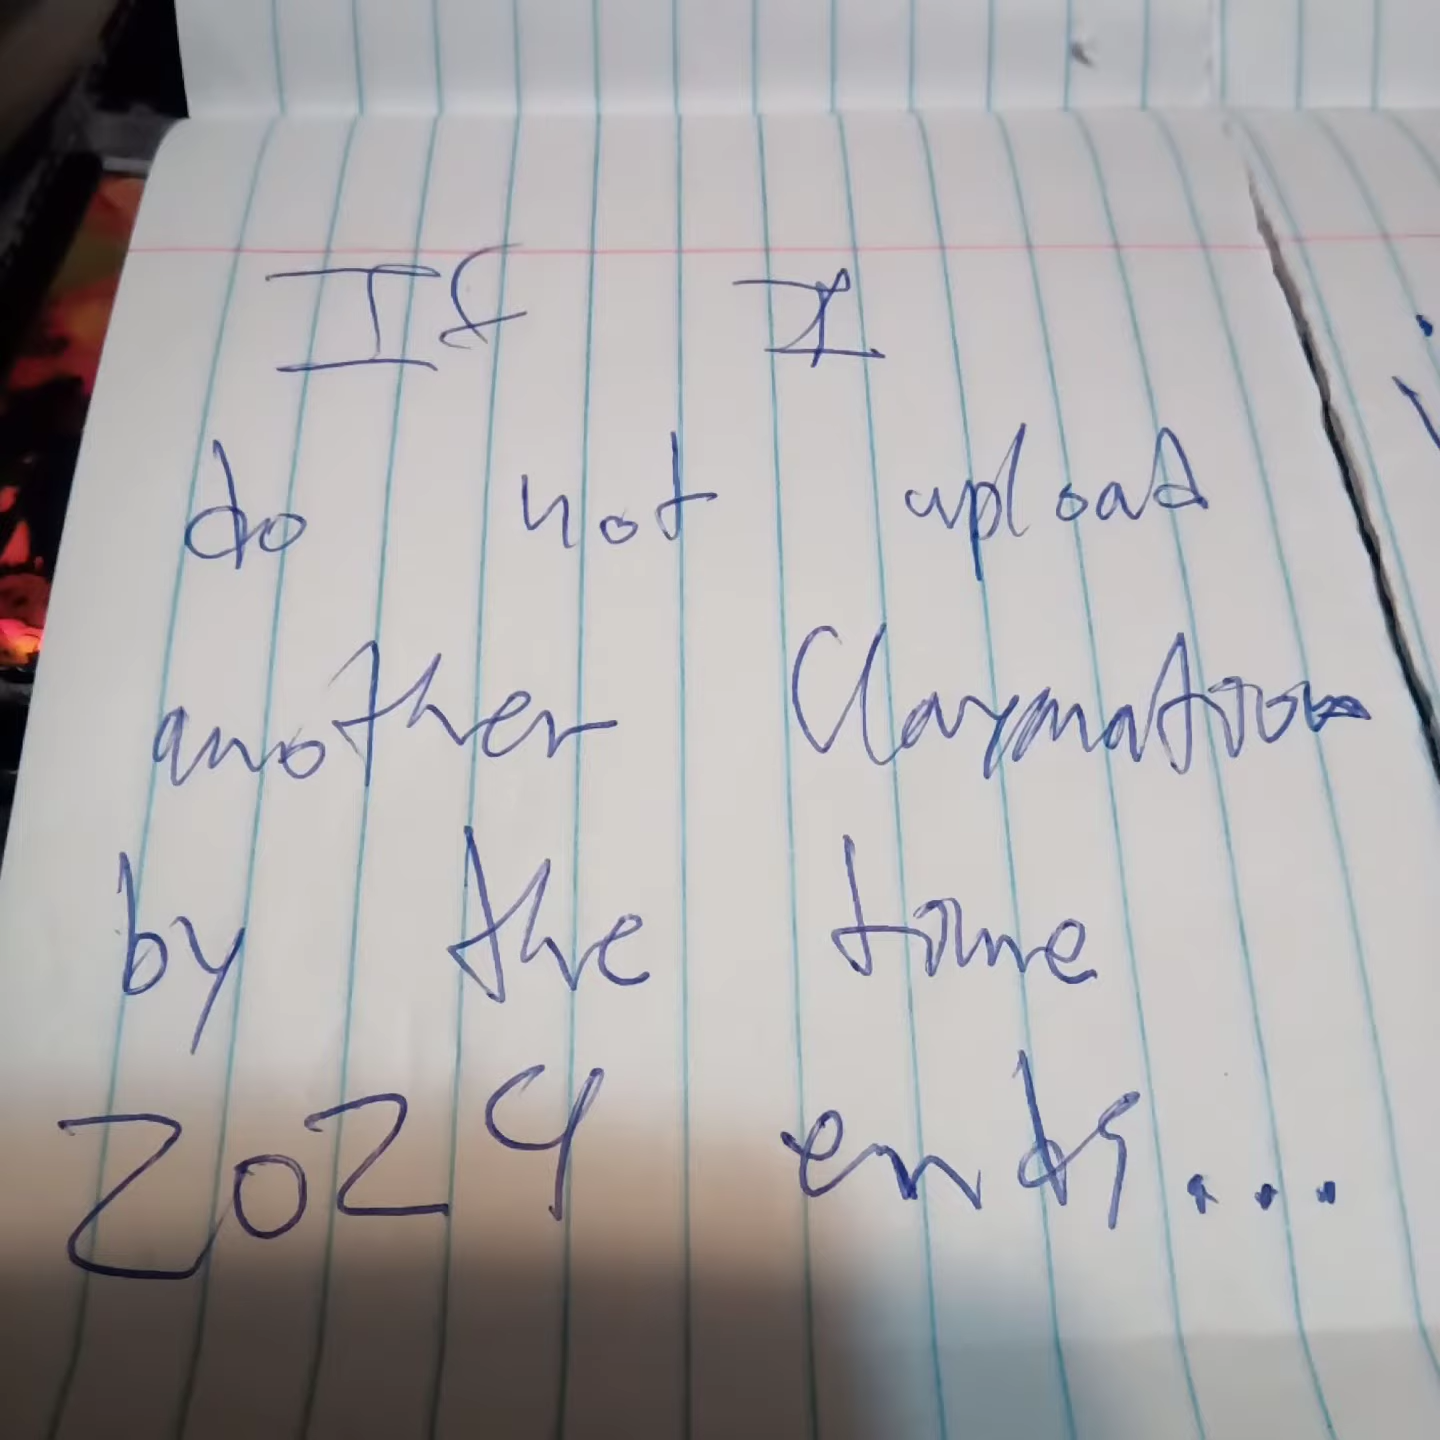 If I
do not upload
another Claymation
by the time
2024 ends...